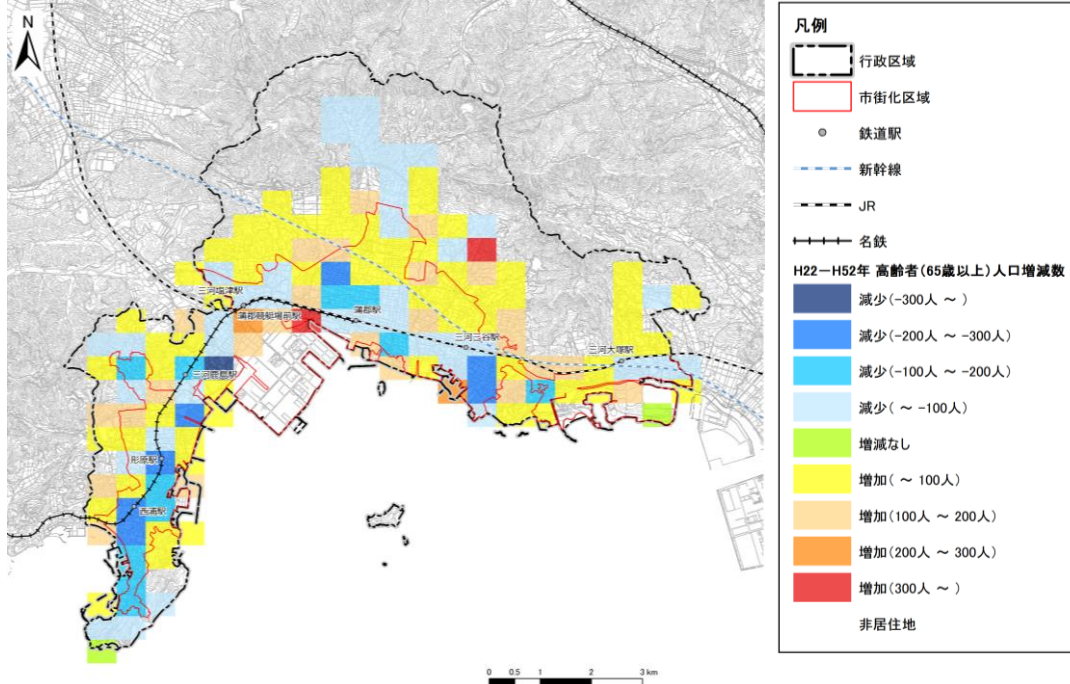 N
三河塩津駅
蒲郡駅
蒲郡競艇場前駅
三河三谷駅
三河大塚駅
三河鹿島駅
形原駅
西浦駅
0 0.5 1 2 3 km
凡例
行政区域
市街化区域
鉄道駅
新幹線
JR
名鉄
H22－H52年 高齢者(65歳以上)人口増減数
減少(-300人 ～ )
減少(-200人 ～ -300人)
減少(-100人 ～ -200人)
減少( ～ -100人)
増減なし
増加( ～ 100人)
増加(100人 ～ 200人)
増加(200人 ～ 300人)
増加(300人 ～ )
非居住地